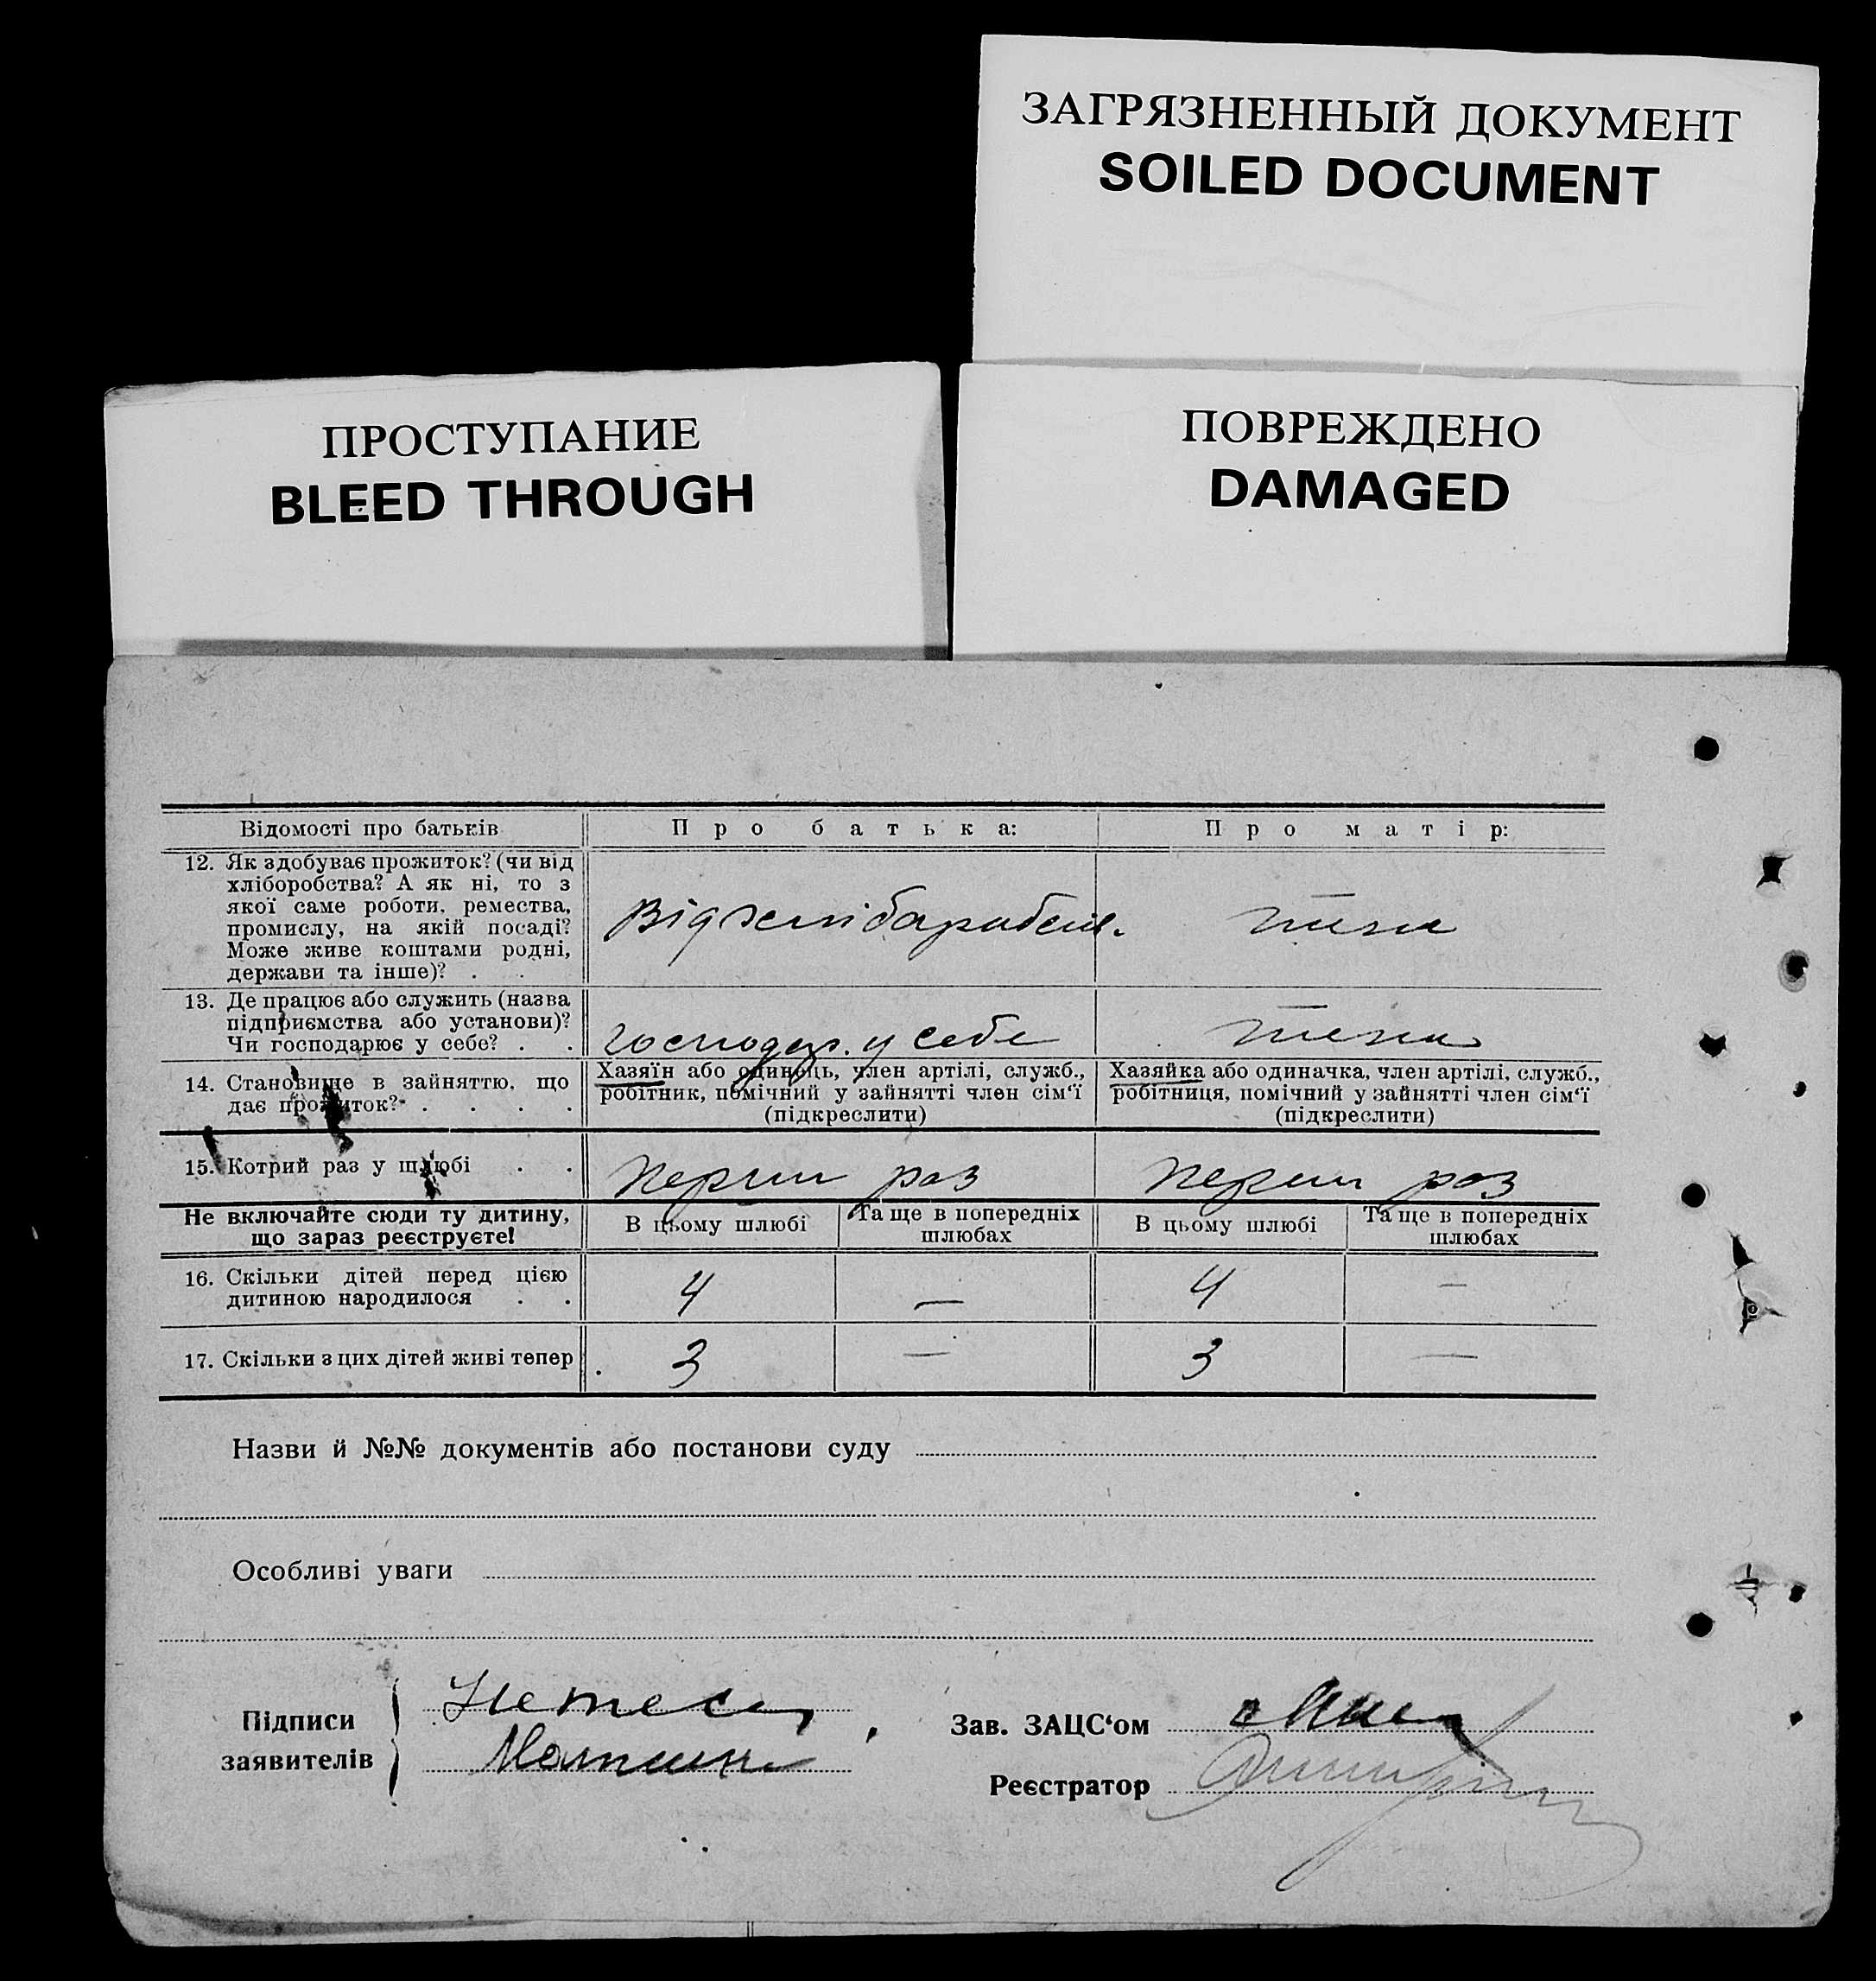 ЗАГРЯЗНЕННЫЙ ДОКУМЕНТ
SOILED DOCUMENT
ПРОСТУПАНИЕ
BLEED THROUGH
ПОВРЕЖДЕНО
DAMAGED
Відомості про батьків
Про батька:
Про матір:
12. Як здобуває прожиток? (чи від
хліборобства? А як ні, то з
якої саме роботи, ремества,
промислу, на якій посаді?
Може живе коштами родні,
держави та інше)? . .
13. Де працює або служить (назва
підприємства або установи)?
Чи господарює у себе? . .
господар. у себе
14. Становище в зайняттю, що
дає прожиток? . . . .
Хазяїн або одинець, член артілі, служб.,
робітник, помічний у зайнятті член сім'ї
(підкреслити)
Хазяйка або одиначка, член артілі, служб.,
робітниця, помічний у зайнятті член сім'ї
(підкреслити)
15. Котрий раз у шлюбі . .
перши раз
перши раз
Не включайте сюди ту дитину,
що зараз реєструєте!
В цьому шлюбі
Та ще в попередніх
шлюбах
В цьому шлюбі
Та ще в попередніх
шлюбах
16. Скільки дітей перед цією
дитиною народилося . .
4
—
4
—
17. Скільки з цих дітей живі тепер
3
—
3
—
Назви й №№ документів або постанови суду
Особливі уваги
Підписи
заявителів
Зав. ЗАЦС'ом
Реєстратор